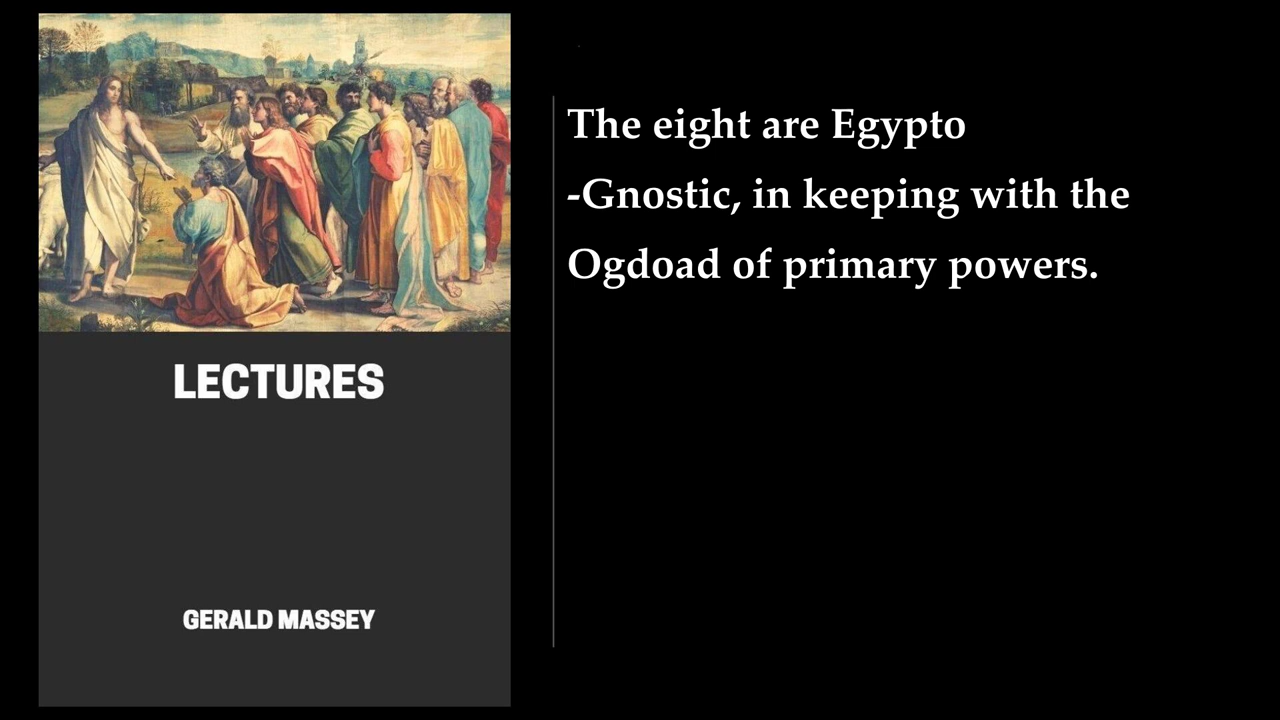 LECTURES
GERALD MASSEY
The eight are Egypto
-Gnostic, in keeping with the
Ogdoad of primary powers.